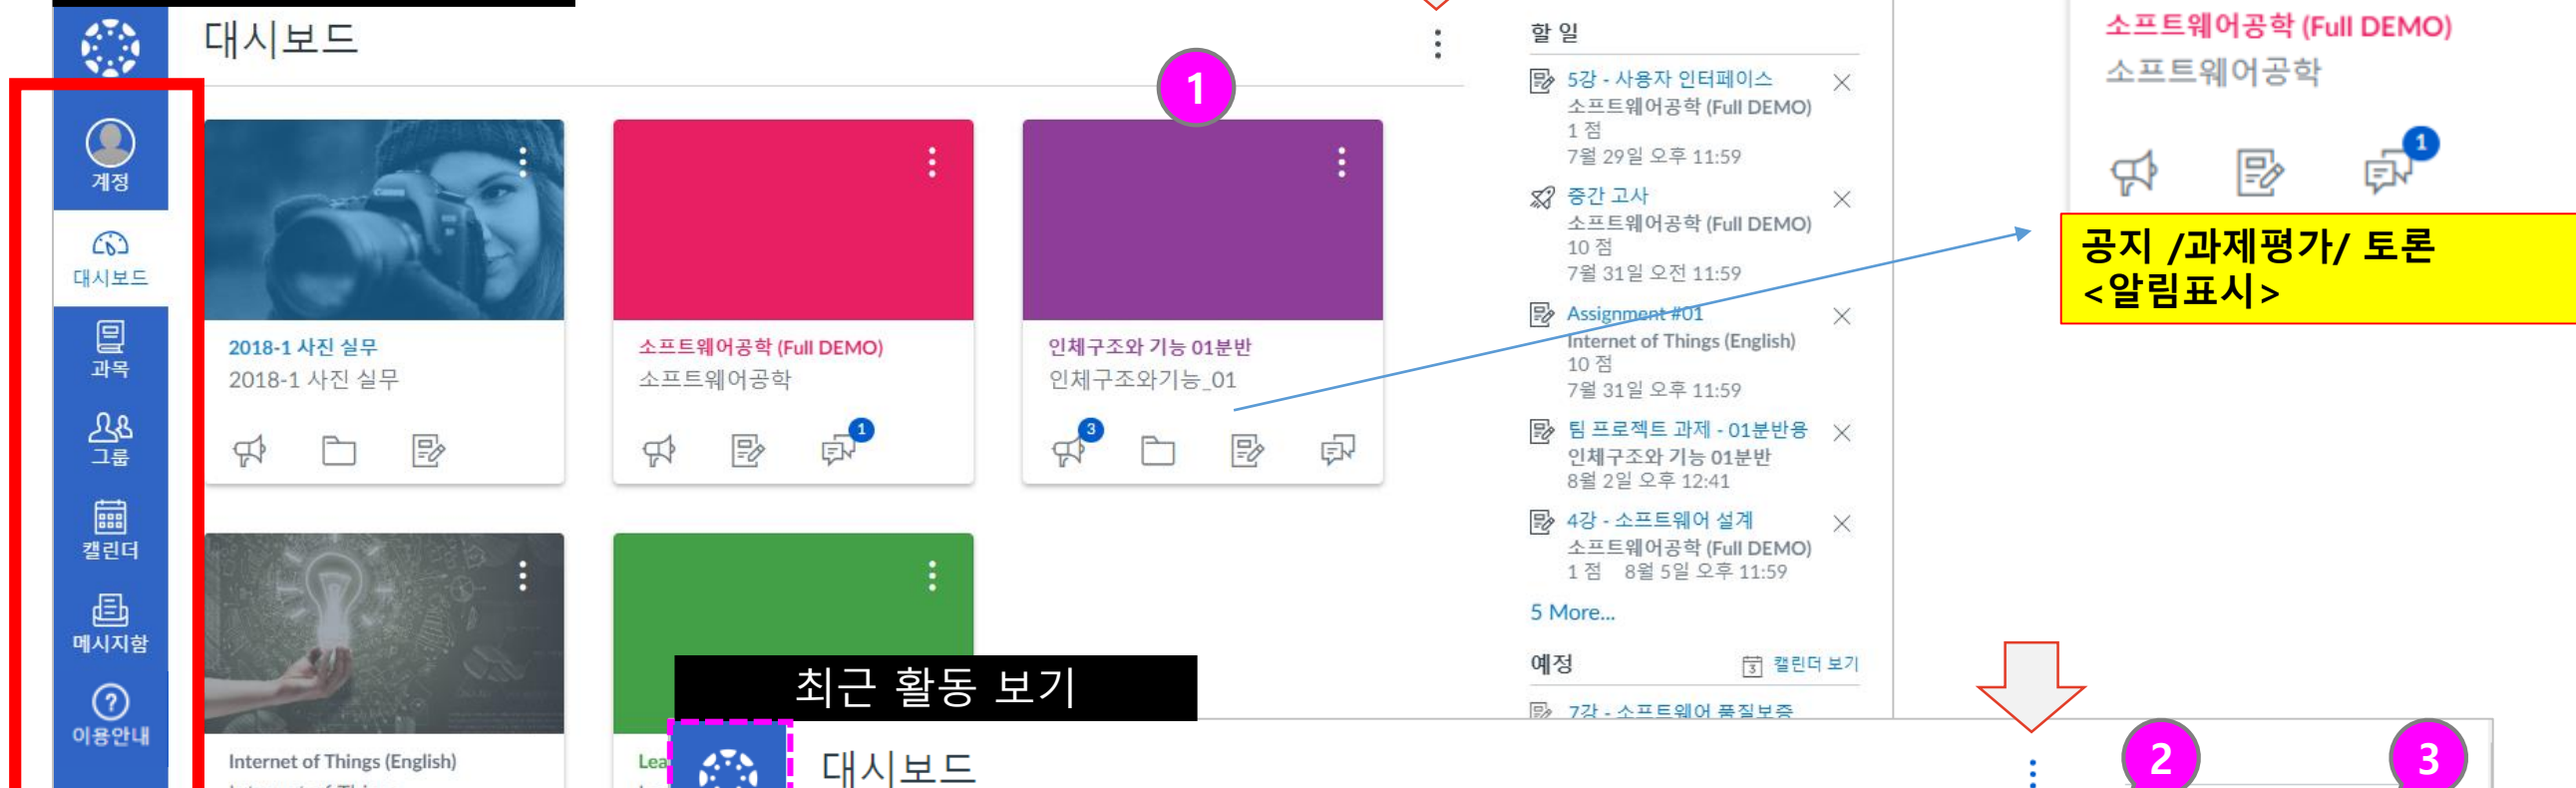 대시보드
1
계정
대시보드
과목
그룹
캘린더
메시지함
이용안내
2018-1 사진 실무
2018-1 사진 실무
소프트웨어공학 (Full DEMO)
소프트웨어공학
1
인체구조와 기능 01분반
인체구조와기능_01
3
Internet of Things (English)
Lea
할 일
5강 - 사용자 인터페이스
소프트웨어공학 (Full DEMO)
1 점
7월 29일 오후 11:59
중간 고사
소프트웨어공학 (Full DEMO)
10 점
7월 31일 오전 11:59
Assignment #01
Internet of Things (English)
10 점
7월 31일 오후 11:59
팀 프로젝트 과제 - 01분반용
인체구조와 기능 01분반
8월 2일 오후 12:41
4강 - 소프트웨어 설계
소프트웨어공학 (Full DEMO)
1 점 8월 5일 오후 11:59
5 More...
예정
3 캘린더 보기
7강 - 소프트웨어 품질보증
소프트웨어공학 (Full DEMO)
소프트웨어공학
1
공지 /과제평가/ 토론
<알림표시>
최근 활동 보기
대시보드
2
3